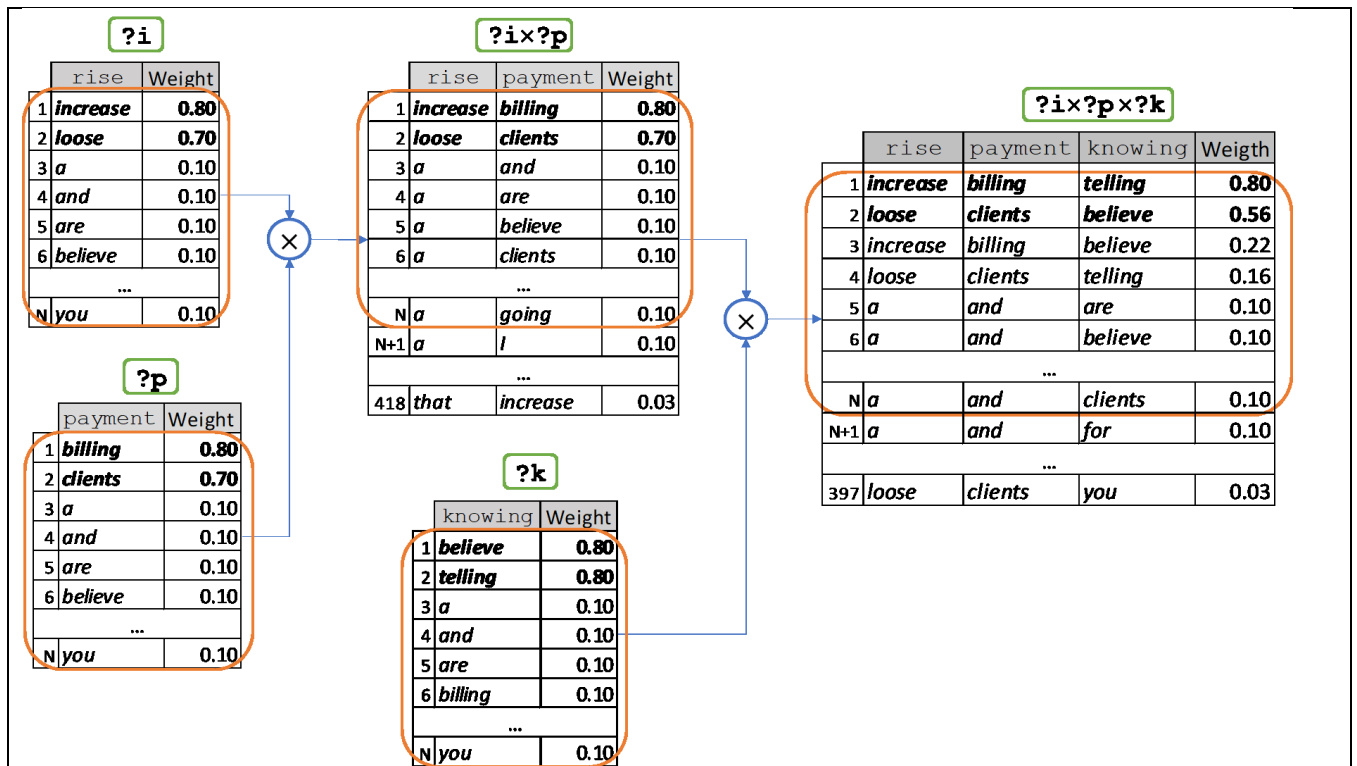 ?i
rise Weight
1 increase 0.80
2 loose 0.70
3 a 0.10
4 and 0.10
5 are 0.10
6 believe 0.10
...
N you 0.10
?p
payment Weight
1 billing 0.80
2 clients 0.70
3 a 0.10
4 and 0.10
5 are 0.10
6 believe 0.10
...
N you 0.10
×
?i×?p
rise payment Weight
1 increase billing 0.80
2 loose clients 0.70
3 a and 0.10
4 a are 0.10
5 a believe 0.10
6 a clients 0.10
...
N a going 0.10
N+1 a I 0.10
...
418 that increase 0.03
?k
knowing Weight
1 believe 0.80
2 telling 0.80
3 a 0.10
4 and 0.10
5 are 0.10
6 billing 0.10
...
N you 0.10
×
?i×?p×?k
rise payment knowing Weigth
1 increase billing telling 0.80
2 loose clients believe 0.56
3 increase billing believe 0.22
4 loose clients telling 0.16
5 a and are 0.10
6 a and believe 0.10
...
N a and clients 0.10
N+1 a and for 0.10
...
397 loose clients you 0.03